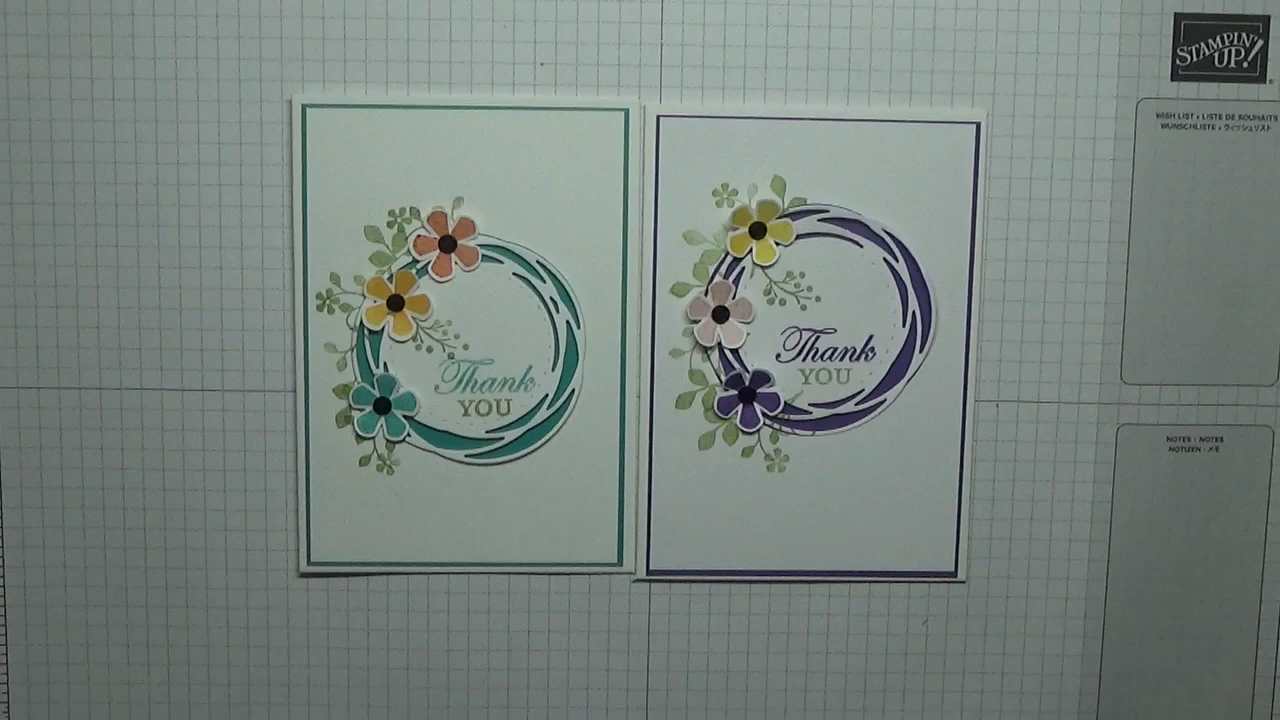 STAMPIN' UP!
WISH LIST • LISTE DE SOUHAITS
WUNSCHLISTE • ウィッシュリスト
Thank
YOU
Thank
YOU
NOTES • NOTES
NOTIZEN • メモ